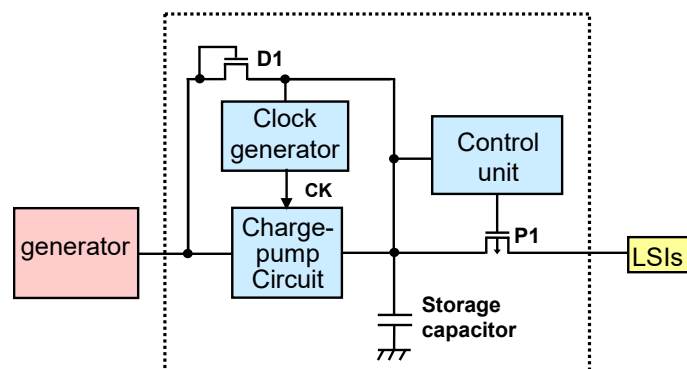 D1
Clock
generator
CK
Control
unit
generator
Charge-
pump
Circuit
P1
LSIs
Storage
capacitor